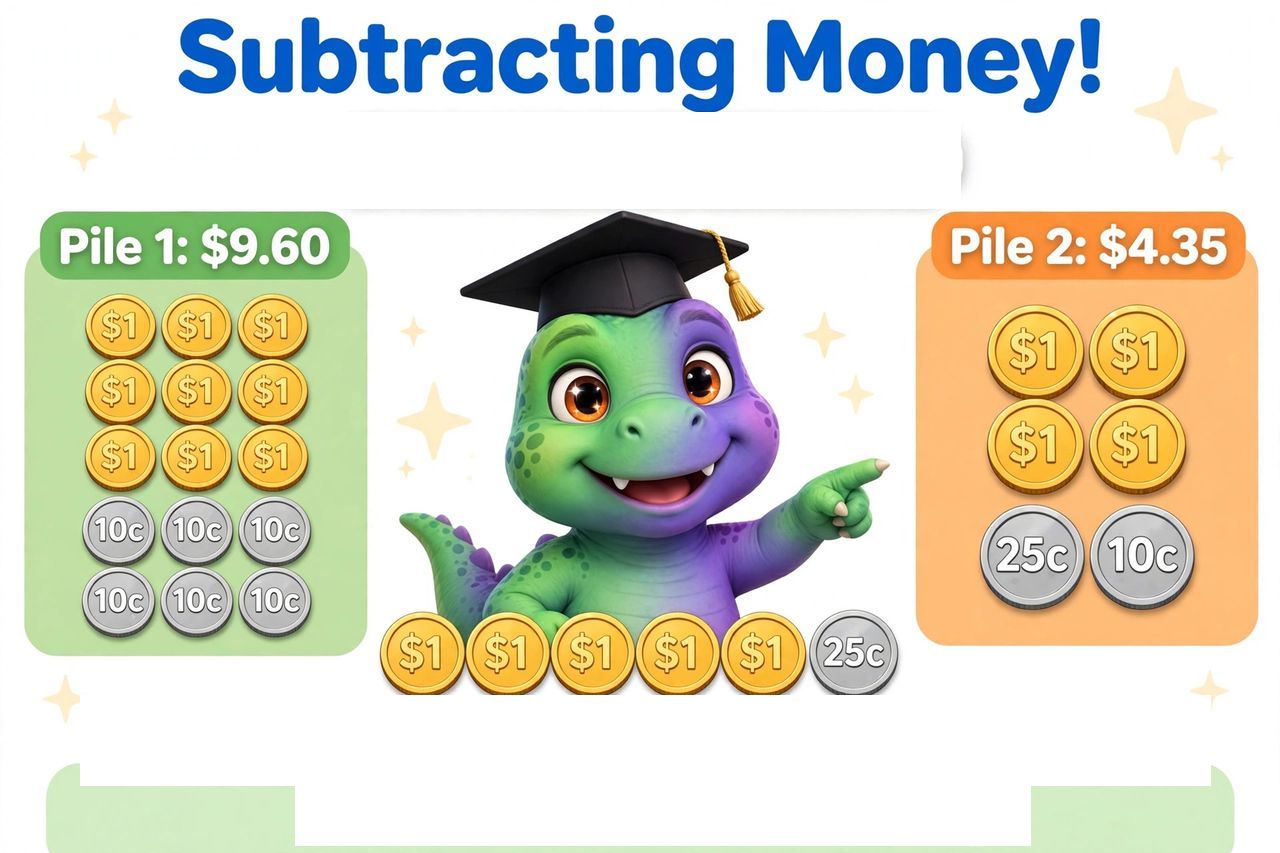 Subtracting Money!
Pile 1: $9.60
$1 $1 $1
$1 $1 $1
$1 $1 $1
10c 10c 10c
10c 10c 10c
Pile 2: $4.35
$1 $1
$1 $1
25c 10c
$1 $1 $1 $1 $1 25c